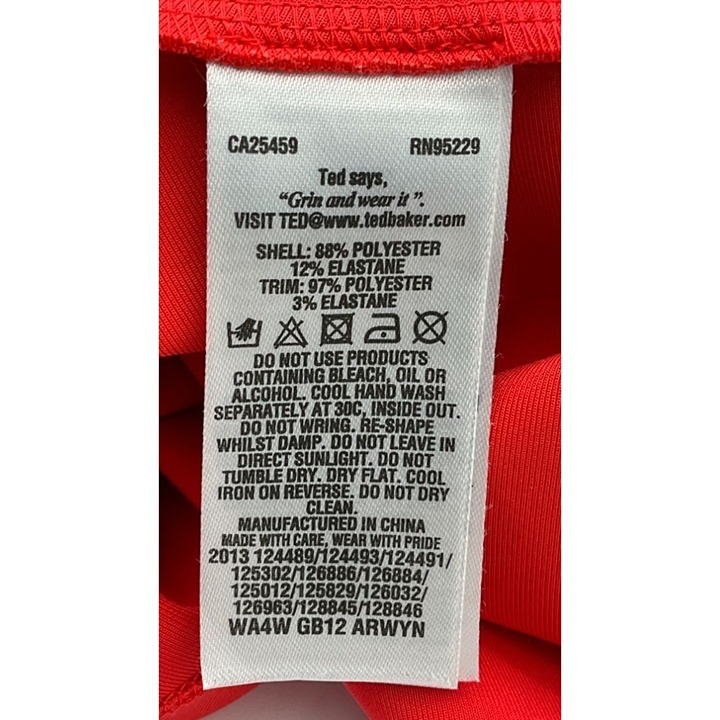 CA25459 RN95229
Ted says,
"Grin and wear it".
VISIT TED@www.tedbaker.com
SHELL: 88% POLYESTER
12% ELASTANE
TRIM: 97% POLYESTER
3% ELASTANE
DO NOT USE PRODUCTS
CONTAINING BLEACH, OIL OR
ALCOHOL. COOL HAND WASH
SEPARATELY AT 30C, INSIDE OUT.
DO NOT WRING. RE-SHAPE
WHILST DAMP. DO NOT LEAVE IN
DIRECT SUNLIGHT. DO NOT
TUMBLE DRY. DRY FLAT. COOL
IRON ON REVERSE. DO NOT DRY
CLEAN.
MANUFACTURED IN CHINA
MADE WITH CARE, WEAR WITH PRIDE
2013 124489/124493/124491/
125302/126886/126884/
125012/125829/126032/
126963/128845/128846
WA4W GB12 ARWYN